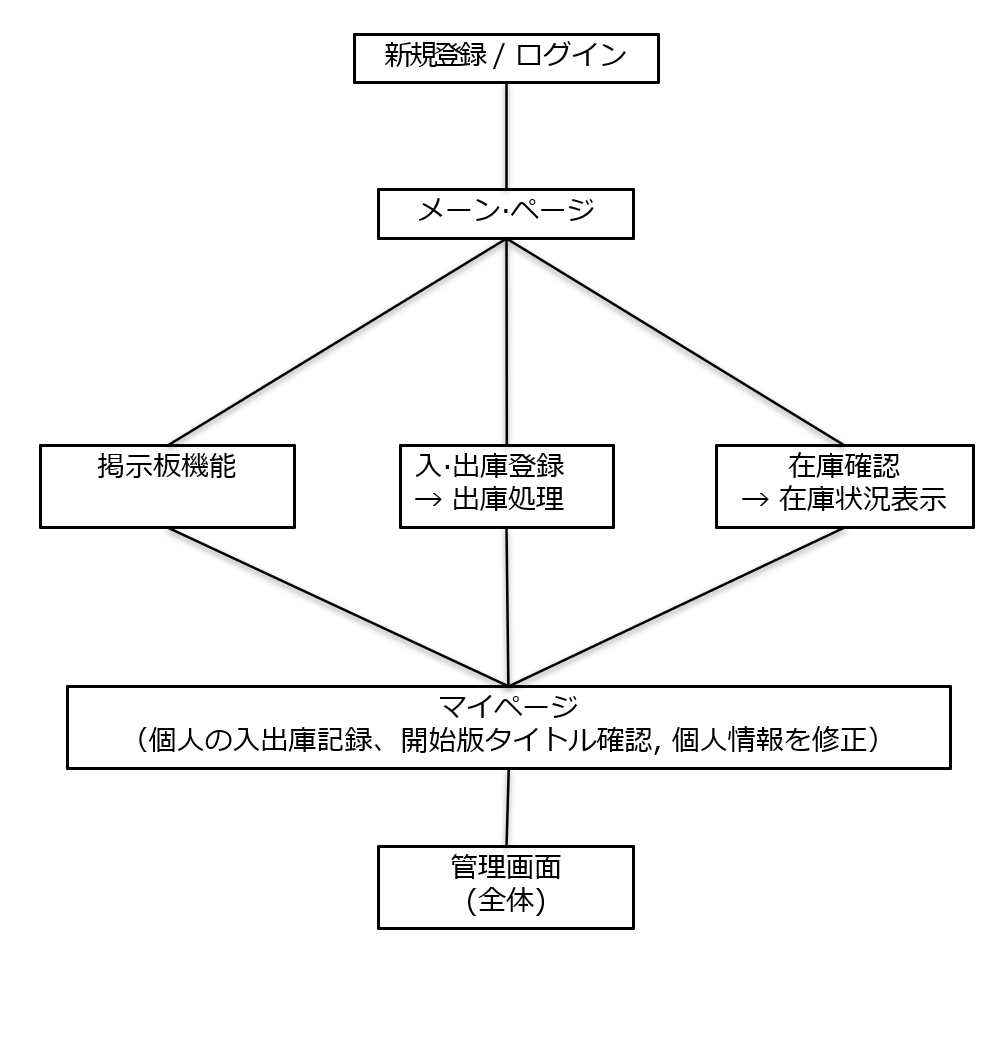 新規登録 / ログイン
メーン·ページ
掲示板機能
入·出庫登録
→ 出庫処理
在庫確認
→ 在庫状況表示
マイページ
（個人の入出庫記録、開始版タイトル確認, 個人情報を修正）
管理画面
(全体)